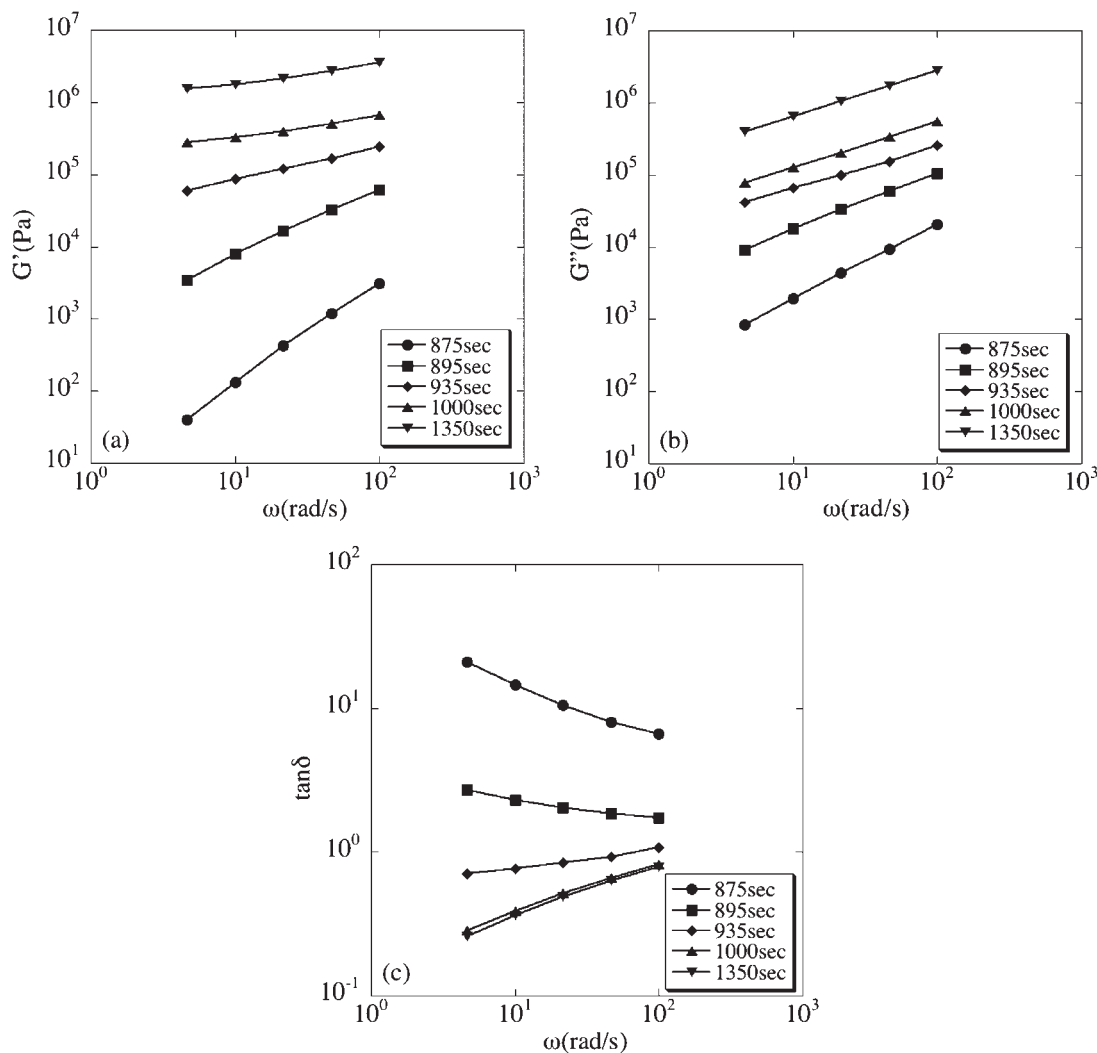 10⁷
10⁶
10⁵
10⁴
10³
10²
10¹
G'(Pa)
(a)
875sec
895sec
935sec
1000sec
1350sec
10⁰ 10¹ 10² 10³
ω(rad/s)
10⁷
10⁶
10⁵
10⁴
10³
10²
10¹
G''(Pa)
(b)
875sec
895sec
935sec
1000sec
1350sec
10⁰ 10¹ 10² 10³
ω(rad/s)
10²
10¹
10⁰
10⁻¹
tanδ
(c)
875sec
895sec
935sec
1000sec
1350sec
10⁰ 10¹ 10² 10³
ω(rad/s)